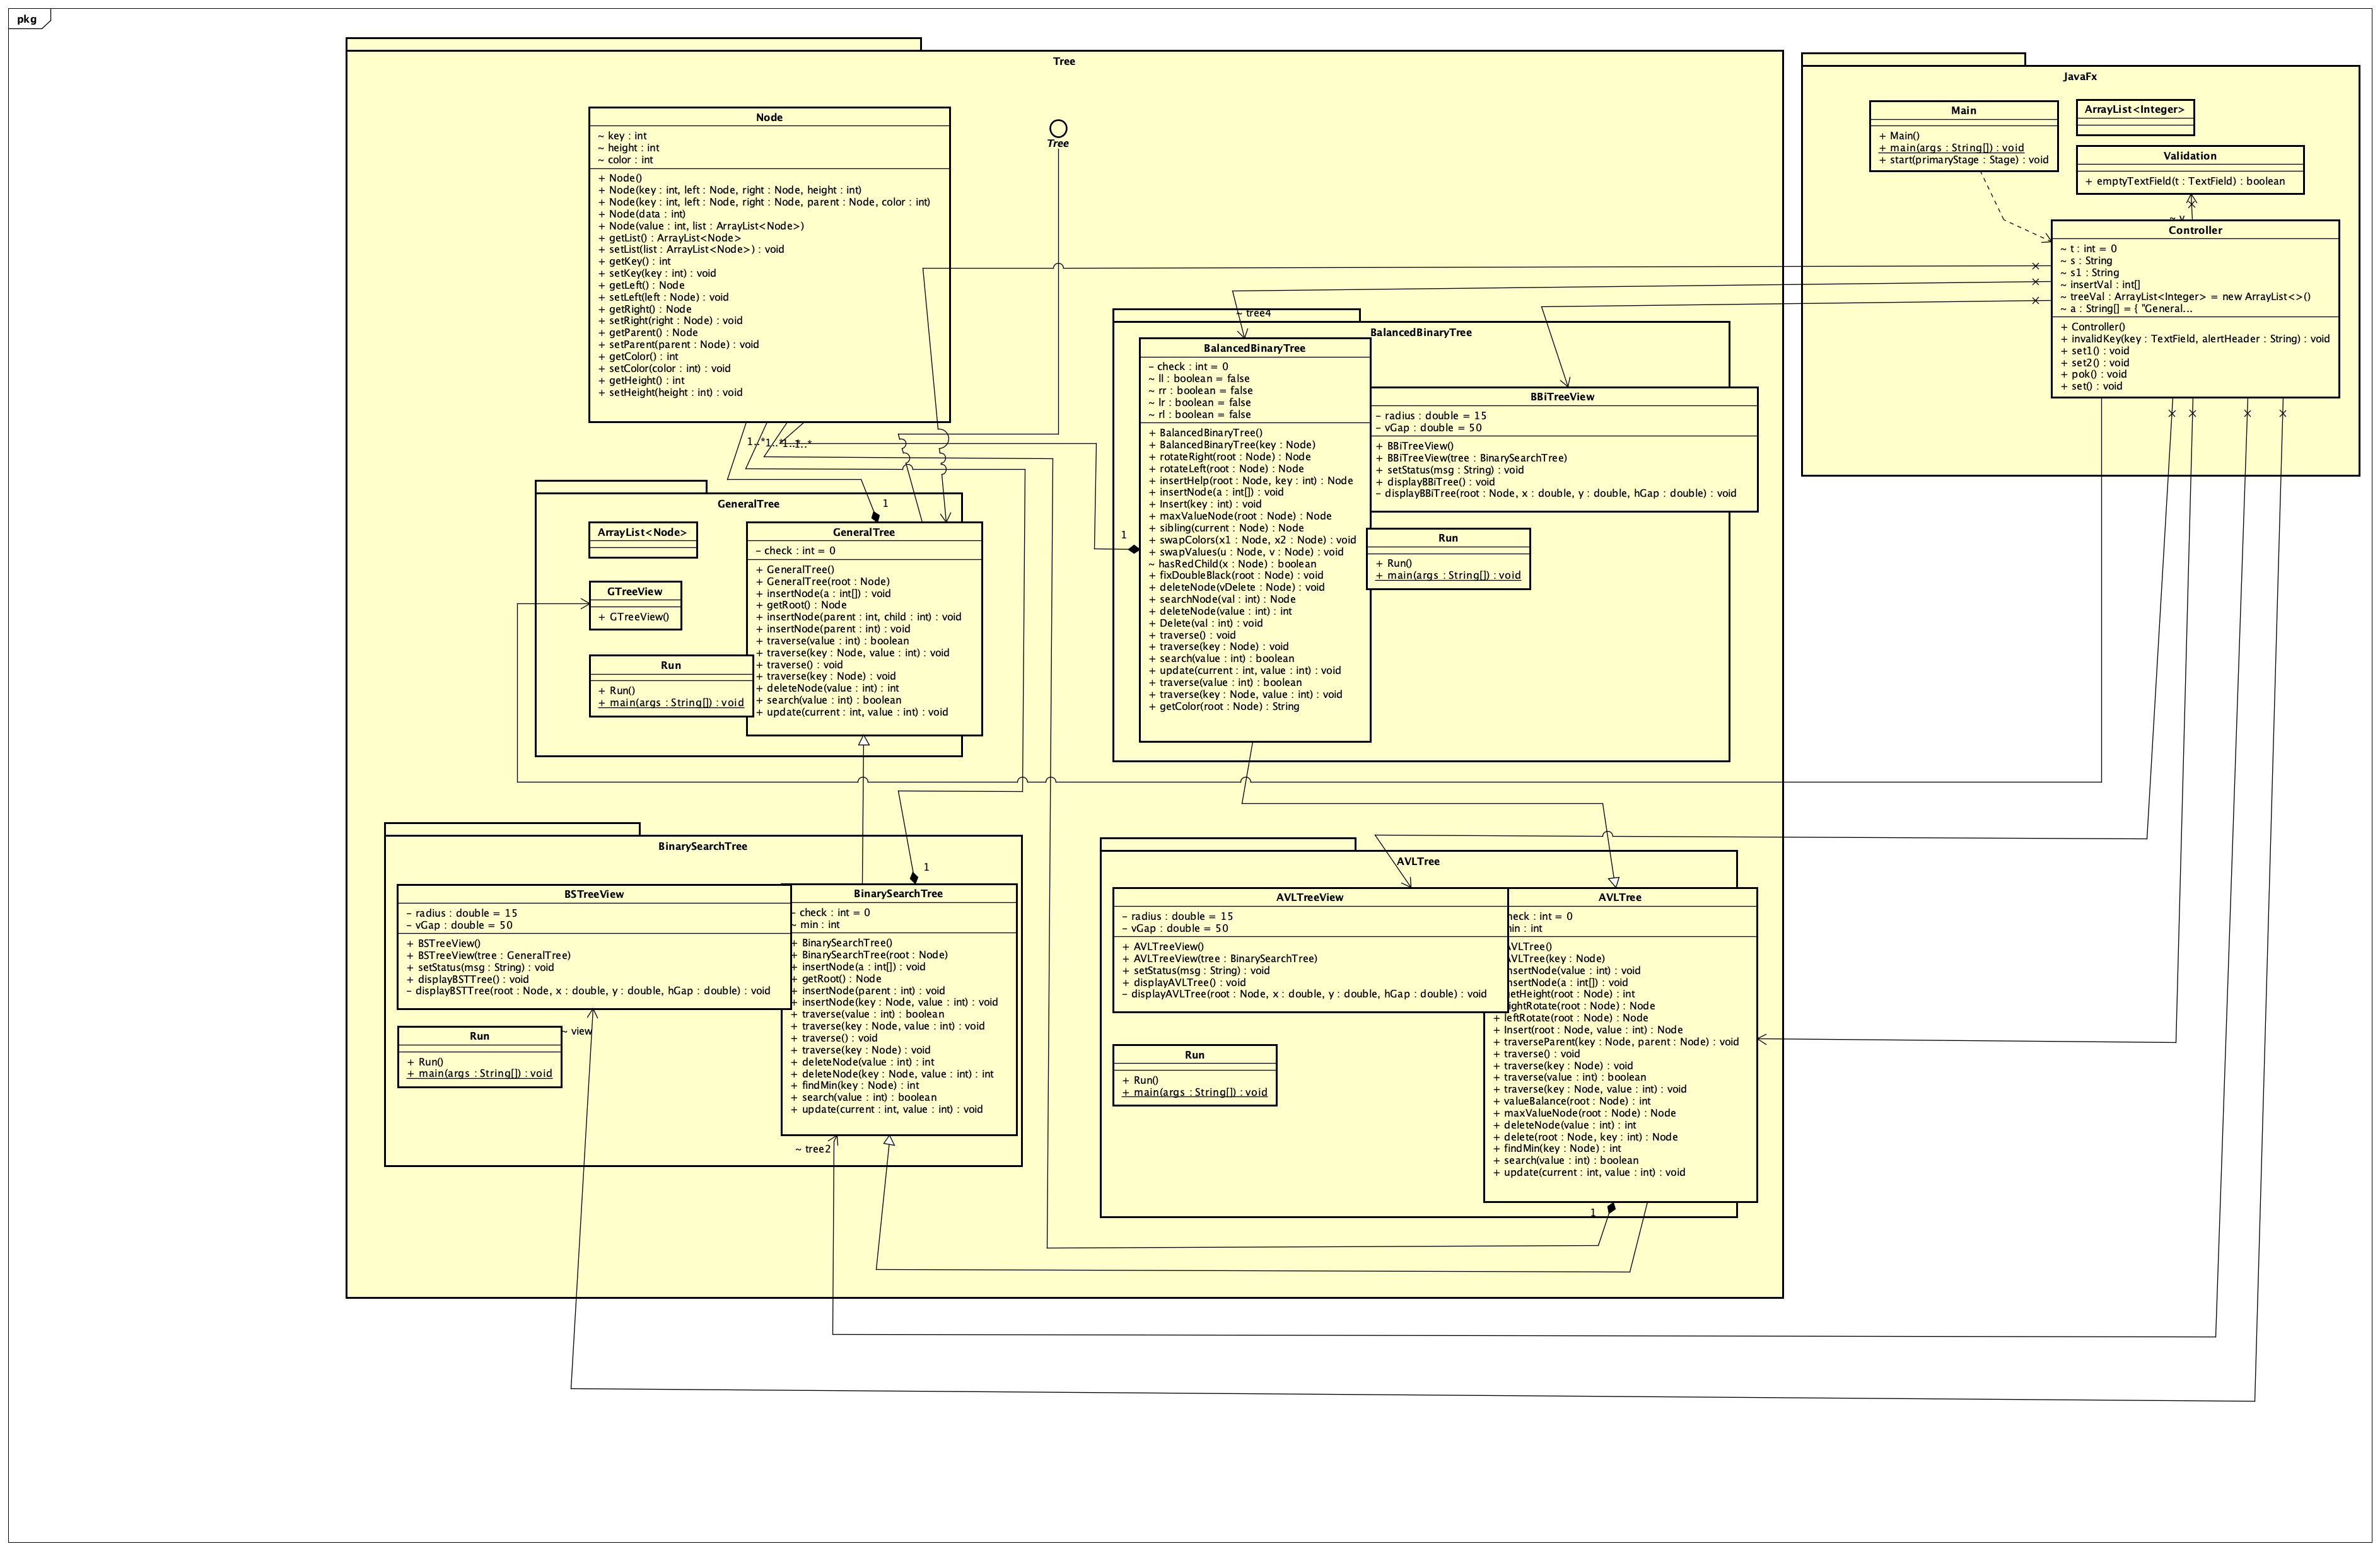 pkg
Tree
Node
~ key : int
~ height : int
~ color : int
+ Node()
+ Node(key : int, left : Node, right : Node, height : int)
+ Node(key : int, left : Node, right : Node, parent : Node, color : int)
+ Node(data : int)
+ Node(value : int, list : ArrayList<Node>)
+ getList() : ArrayList<Node>
+ setList(list : ArrayList<Node>) : void
+ getKey() : int
+ setKey(key : int) : void
+ getLeft() : Node
+ setLeft(left : Node) : void
+ getRight() : Node
+ setRight(right : Node) : void
+ getParent() : Node
+ setParent(parent : Node) : void
+ getColor() : int
+ setColor(color : int) : void
+ getHeight() : int
+ setHeight(height : int) : void
Tree
1..*
1..*
1..*
1..*
JavaFx
Main
+ Main()
+ main(args : String[]) : void
+ start(primaryStage : Stage) : void
ArrayList<Integer>
Validation
+ emptyTextField(t : TextField) : boolean
Controller
~ t : int = 0
~ s : String
~ s1 : String
~ insertVal : int[]
~ treeVal : ArrayList<Integer> = new ArrayList<>()
~ a : String[] = { "General...
+ Controller()
+ invalidKey(key : TextField, alertHeader : String) : void
+ set1() : void
+ set2() : void
+ pok() : void
+ set() : void
GeneralTree
1
ArrayList<Node>
GTreeView
+ GTreeView()
Run
+ Run()
+ main(args : String[]) : void
GeneralTree
– check : int = 0
+ GeneralTree()
+ GeneralTree(root : Node)
+ insertNode(a : int[]) : void
+ getRoot() : Node
+ insertNode(parent : int, child : int) : void
+ insertNode(parent : int) : void
+ traverse(value : int) : boolean
+ traverse(key : Node, value : int) : void
+ traverse() : void
+ traverse(key : Node) : void
+ deleteNode(value : int) : int
+ search(value : int) : boolean
+ update(current : int, value : int) : void
~ tree4
BalancedBinaryTree
1
BalancedBinaryTree
– check : int = 0
~ ll : boolean = false
~ rr : boolean = false
~ lr : boolean = false
~ rl : boolean = false
+ BalancedBinaryTree()
+ BalancedBinaryTree(key : Node)
+ rotateRight(root : Node) : Node
+ rotateLeft(root : Node) : Node
+ insertHelp(root : Node, key : int) : Node
+ insertNode(a : int[]) : void
+ Insert(key : int) : void
+ maxValueNode(root : Node) : Node
+ sibling(current : Node) : Node
+ swapColors(x1 : Node, x2 : Node) : void
+ swapValues(u : Node, v : Node) : void
~ hasRedChild(x : Node) : boolean
+ fixDoubleBlack(root : Node) : void
+ deleteNode(vDelete : Node) : void
+ searchNode(val : int) : Node
+ deleteNode(value : int) : int
+ Delete(val : int) : void
+ traverse() : void
+ traverse(key : Node) : void
+ search(value : int) : boolean
+ update(current : int, value : int) : void
+ traverse(value : int) : boolean
+ traverse(key : Node, value : int) : void
+ getColor(root : Node) : String
BBiTreeView
– radius : double = 15
– vGap : double = 50
+ BBiTreeView()
+ BBiTreeView(tree : BinarySearchTree)
+ setStatus(msg : String) : void
+ displayBBiTree() : void
– displayBBiTree(root : Node, x : double, y : double, hGap : double) : void
Run
+ Run()
+ main(args : String[]) : void
BinarySearchTree
1
BSTreeView
– radius : double = 15
– vGap : double = 50
+ BSTreeView()
+ BSTreeView(tree : GeneralTree)
+ setStatus(msg : String) : void
+ displayBSTTree() : void
– displayBSTTree(root : Node, x : double, y : double, hGap : double) : void
~ view
Run
+ Run()
+ main(args : String[]) : void
BinarySearchTree
– check : int = 0
~ min : int
+ BinarySearchTree()
+ BinarySearchTree(root : Node)
+ insertNode(a : int[]) : void
+ getRoot() : Node
+ insertNode(parent : int) : void
+ insertNode(key : Node, value : int) : void
+ traverse(value : int) : boolean
+ traverse(key : Node, value : int) : void
+ traverse() : void
+ traverse(key : Node) : void
+ deleteNode(value : int) : int
+ deleteNode(key : Node, value : int) : int
+ findMin(key : Node) : int
+ search(value : int) : boolean
+ update(current : int, value : int) : void
~ tree2
AVLTree
AVLTreeView
– radius : double = 15
– vGap : double = 50
+ AVLTreeView()
+ AVLTreeView(tree : BinarySearchTree)
+ setStatus(msg : String) : void
+ displayAVLTree() : void
– displayAVLTree(root : Node, x : double, y : double, hGap : double) : void
Run
+ Run()
+ main(args : String[]) : void
AVLTree
: int = 0
: int
(key : Node)
(value : int) : void
(a : int[]) : void
(root : Node) : int
(root : Node) : Node
+ leftRotate(root : Node) : Node
+ Insert(root : Node, value : int) : Node
+ traverseParent(key : Node, parent : Node) : void
+ traverse() : void
+ traverse(key : Node) : void
+ traverse(value : int) : boolean
+ traverse(key : Node, value : int) : void
+ valueBalance(root : Node) : int
+ maxValueNode(root : Node) : Node
+ deleteNode(value : int) : int
+ delete(root : Node, key : int) : Node
+ findMin(key : Node) : int
+ search(value : int) : boolean
+ update(current : int, value : int) : void
1